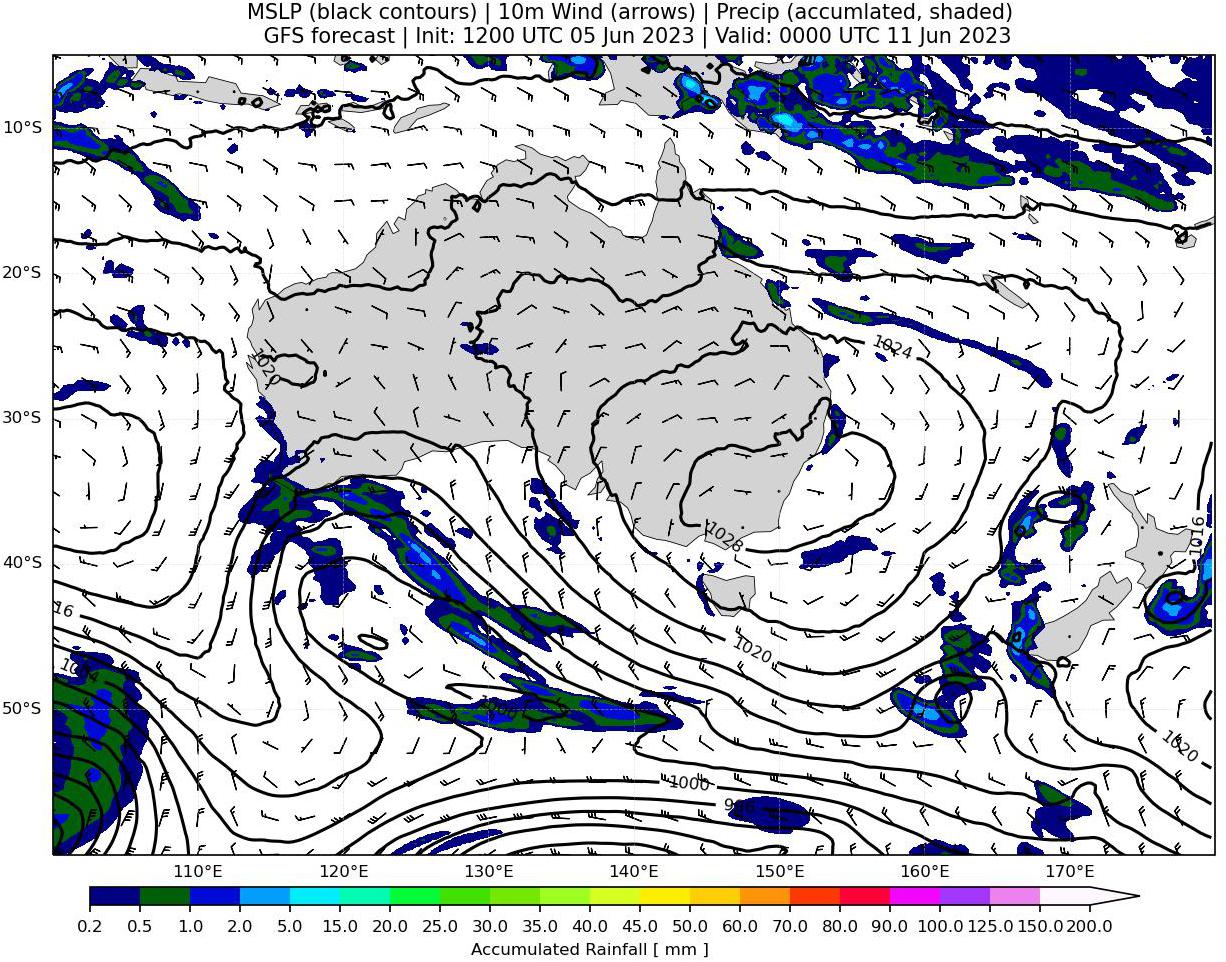 MSLP (black contours) | 10m Wind (arrows) | Precip (accumlated, shaded)
GFS forecast | Init: 1200 UTC 05 Jun 2023 | Valid: 0000 UTC 11 Jun 2023
10°S
20°S
1024
1020
30°S
1028
1016
40°S
16
1020
50°S
1020
1000
110°E
120°E
130°E
140°E
150°E
160°E
170°E
0.2 0.5 1.0 2.0 5.0 10.0 15.0 20.0 25.0 30.0 35.0 40.0 45.0 50.0 60.0 70.0 80.0 90.0 100.0 125.0 150.0 200.0
Accumulated Rainfall [ mm ]